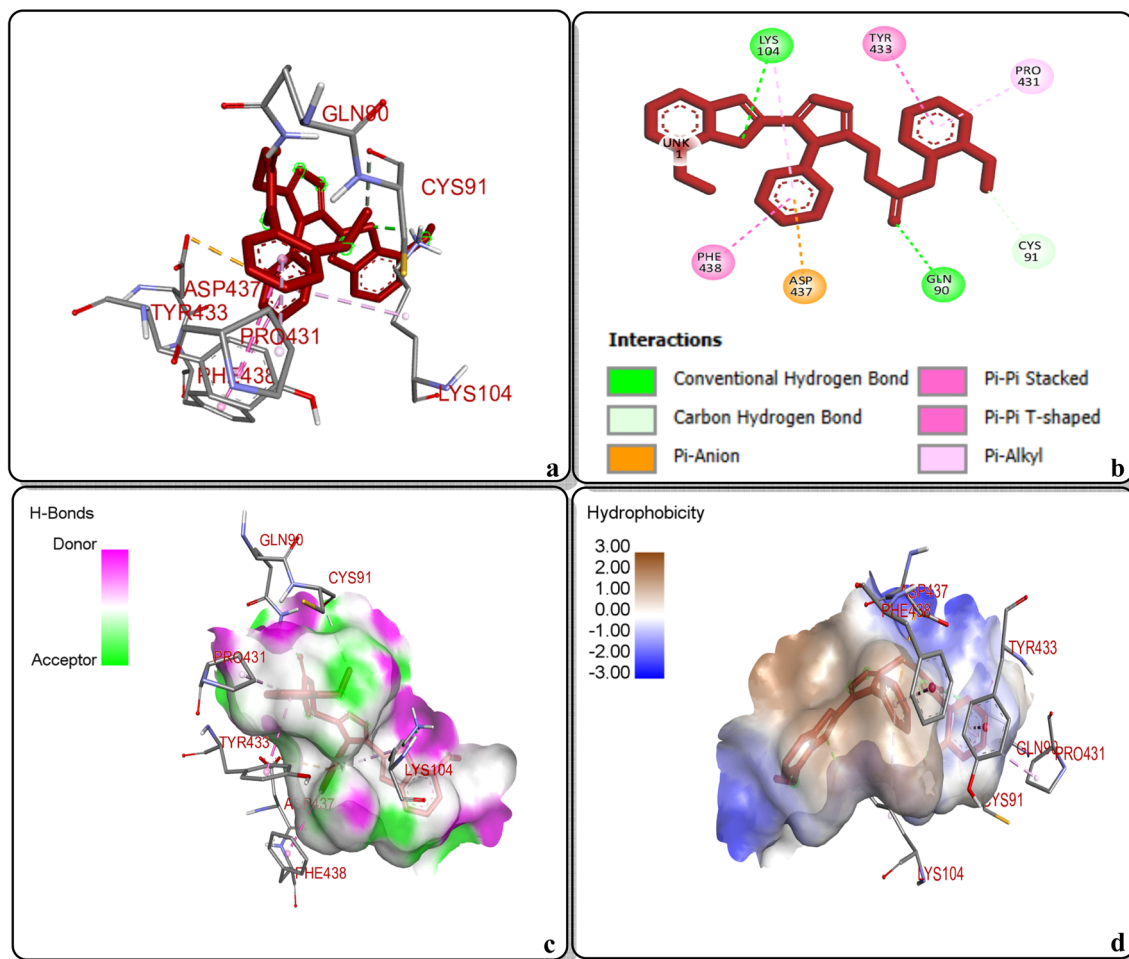 GLN90
CYS91
ASP437
TYR433
PRO431
PHE438
LYS104
a
LYS
104
TYR
433
PRO
431
UNK
1
PHE
438
ASP
437
GLN
90
CYS
91
Interactions
Conventional Hydrogen Bond
Carbon Hydrogen Bond
Pi-Anion
Pi-Pi Stacked
Pi-Pi T-shaped
Pi-Alkyl
b
H-Bonds
Donor
Acceptor
GLN90
CYS91
PRO431
TYR433
LYS104
ASP437
PHE438
c
Hydrophobicity
3.00
2.00
1.00
0.00
-1.00
-2.00
-3.00
ASP437
PHE438
TYR433
GLN90
PRO431
CYS91
LYS104
d